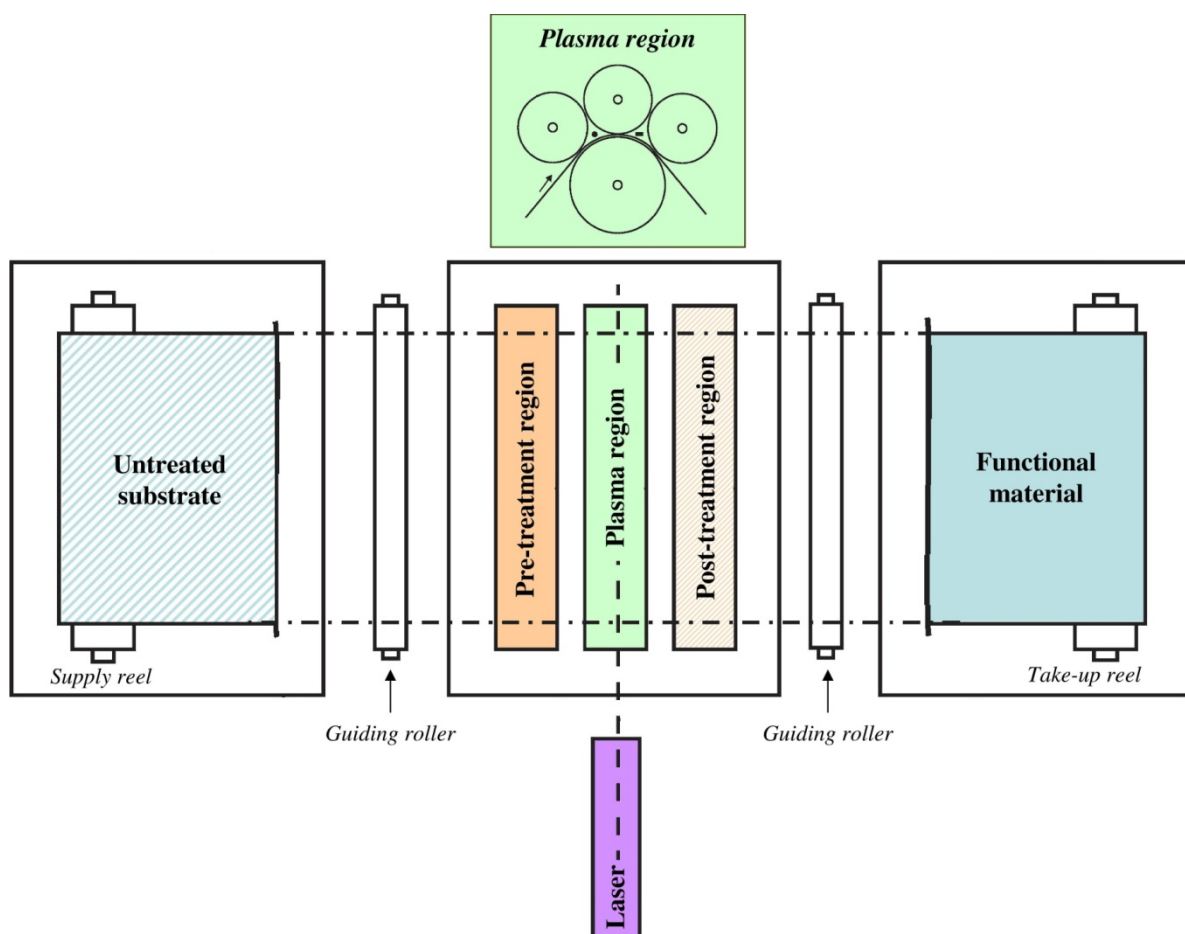 Plasma region
Untreated
substrate
Pre-treatment region
Plasma region
Post-treatment region
Functional
material
Supply reel
Take-up reel
Guiding roller
Guiding roller
Laser